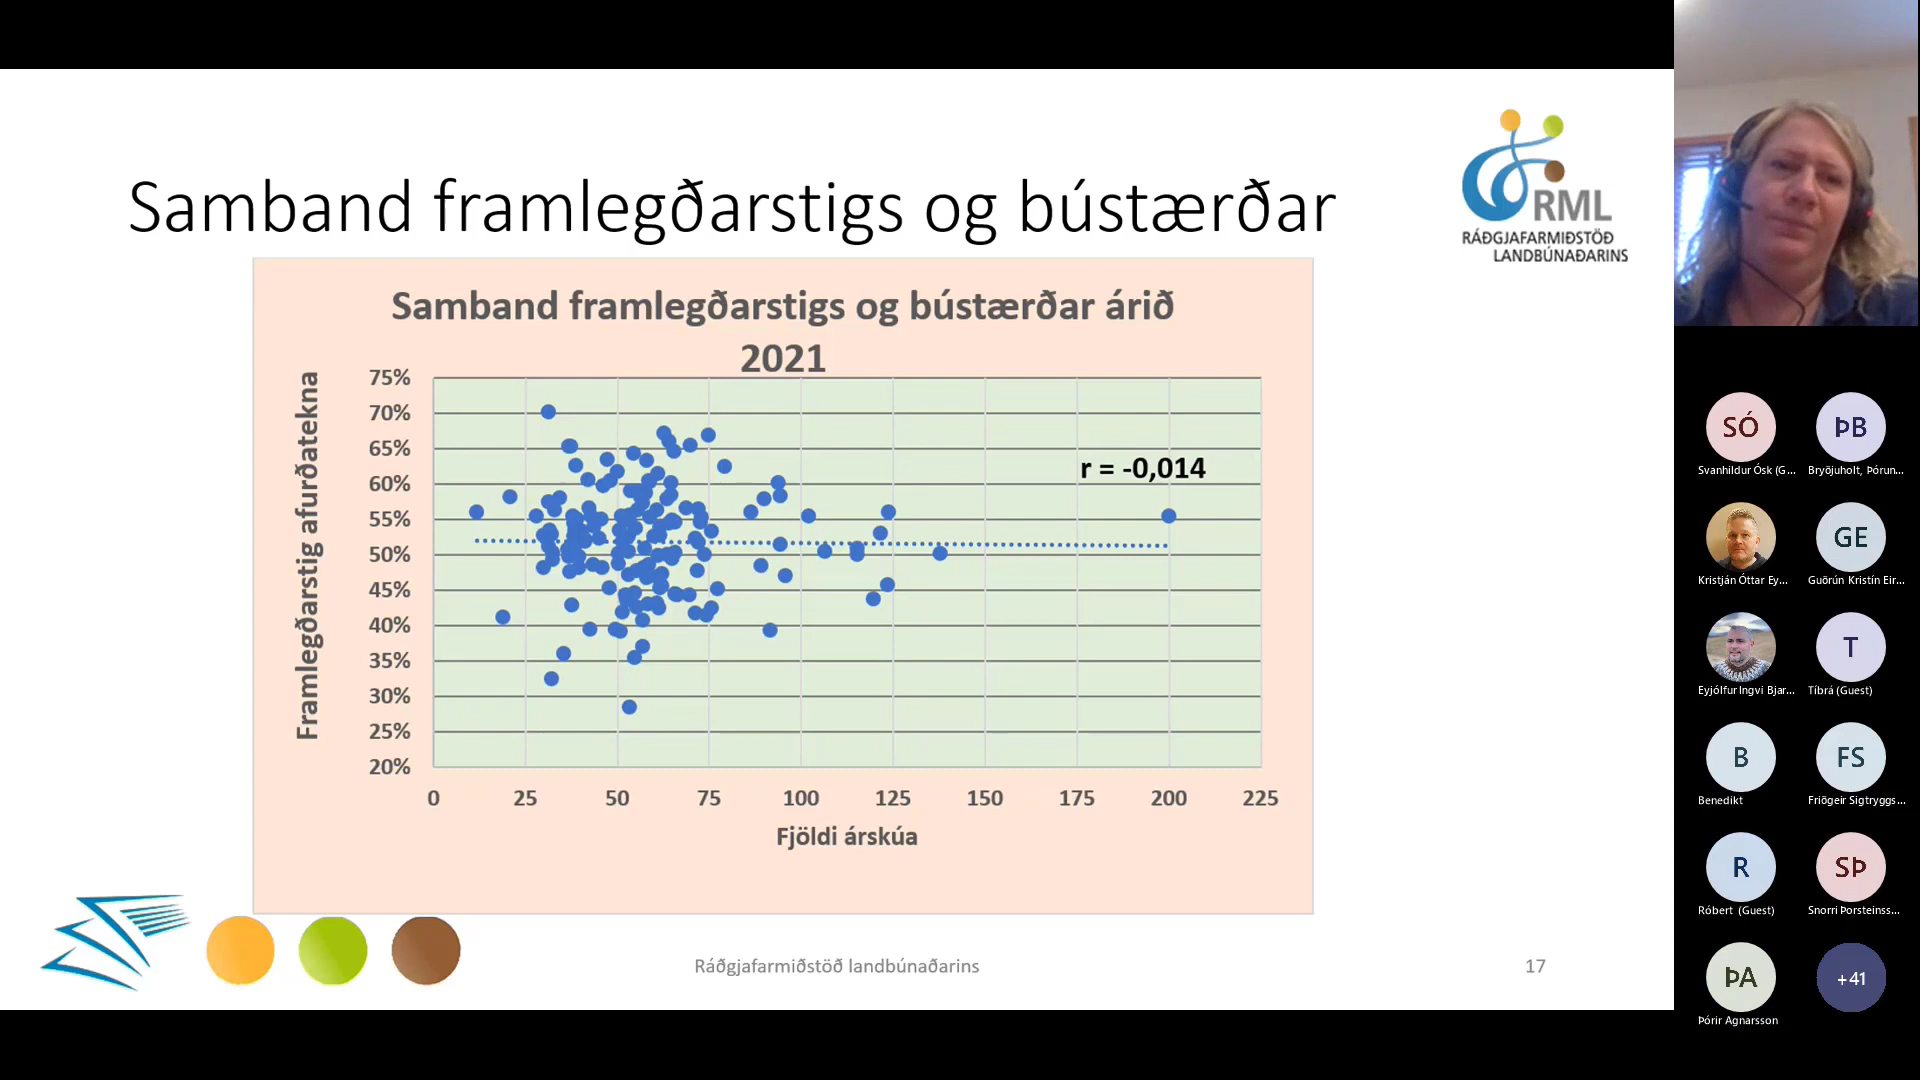 Samband framlegðarstigs og bústærðar
RML
RÁÐGJAFARMIÐSTÖÐ
LANDBÚNAÐARINS
Samband framlegðarstigs og bústærðar árið
2021
Framlegðarstig afurðatekna
75%
70%
65%
60%
55%
50%
45%
40%
35%
30%
25%
20%
r = -0,014
0 25 50 75 100 125 150 175 200 225
Fjöldi árskúa
Ráðgjafarmiðstöð landbúnaðarins
17
SÓ ÞB
Svanhildur Ósk (G... Bryðjuholt, Þórun...
GE
Kristján Óttar Ey... Guðrún Kristín Eir...
T
Eyjólfur Ingvi Bjar... Tíbrá (Guest)
B FS
Benedikt Friðgeir Sigtryggs...
R SÞ
Róbert (Guest) Snorri Þorsteinss...
ÞA +41
Þórir Agnarsson